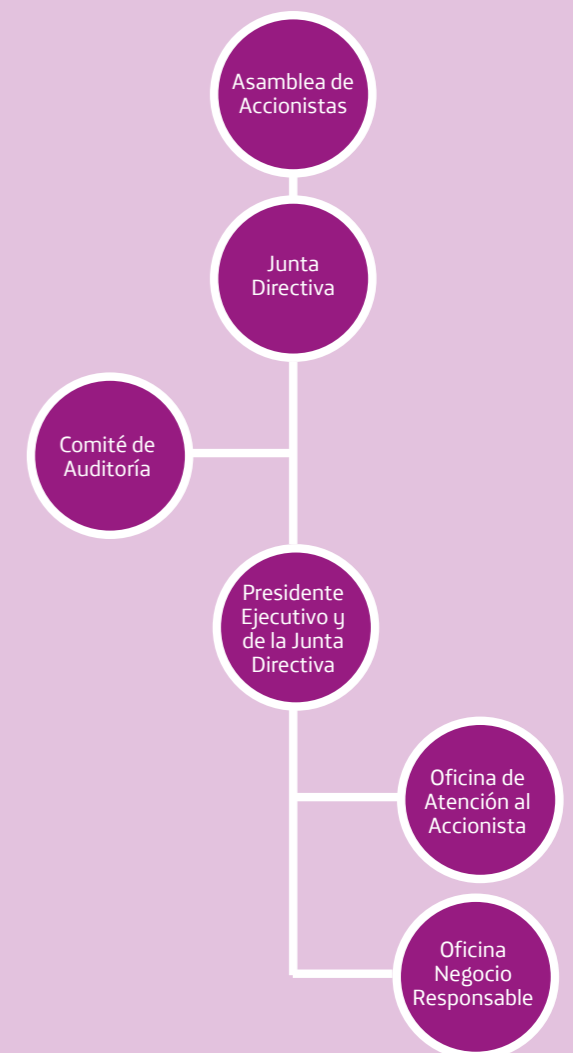 Asamblea de
Accionistas
Junta
Directiva
Comité de
Auditoría
Presidente
Ejecutivo y
de la Junta
Directiva
Oficina de
Atención al
Accionista
Oficina
Negocio
Responsable